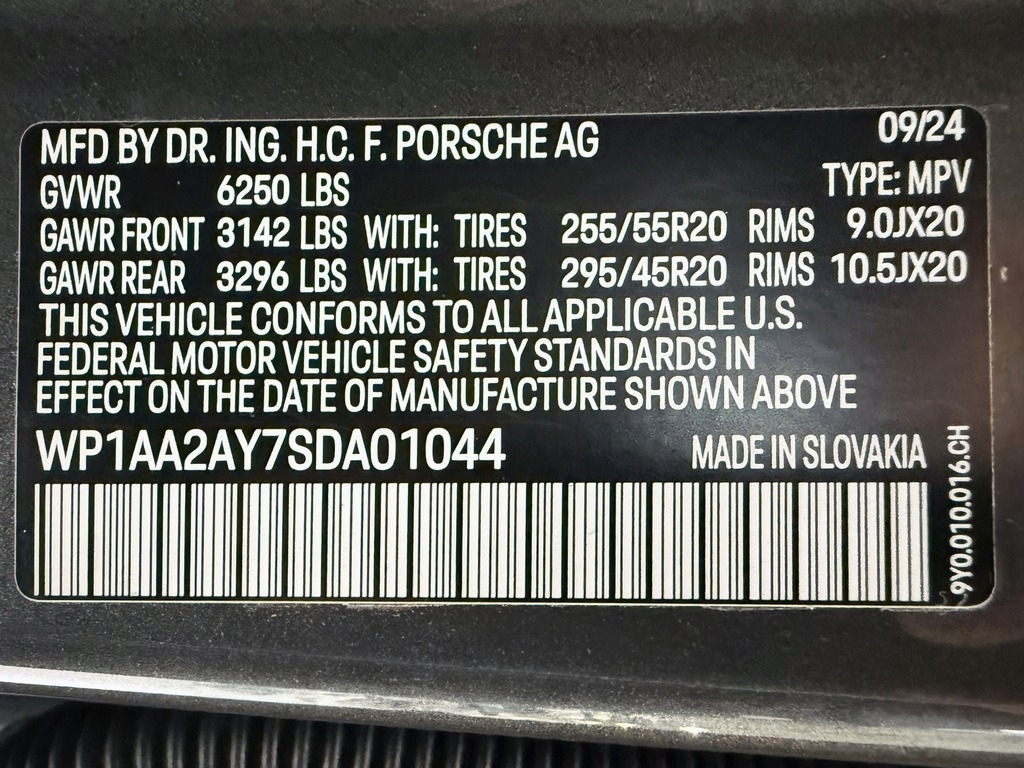 MFD BY DR. ING. H.C. F. PORSCHE AG 09/24
GVWR 6250 LBS TYPE: MPV
GAWR FRONT 3142 LBS WITH: TIRES 255/55R20 RIMS 9.0JX20
GAWR REAR 3296 LBS WITH: TIRES 295/45R20 RIMS 10.5JX20
THIS VEHICLE CONFORMS TO ALL APPLICABLE U.S.
FEDERAL MOTOR VEHICLE SAFETY STANDARDS IN
EFFECT ON THE DATE OF MANUFACTURE SHOWN ABOVE
WP1AA2AY7SDA01044 MADE IN SLOVAKIA
9Y0.010.016.CH